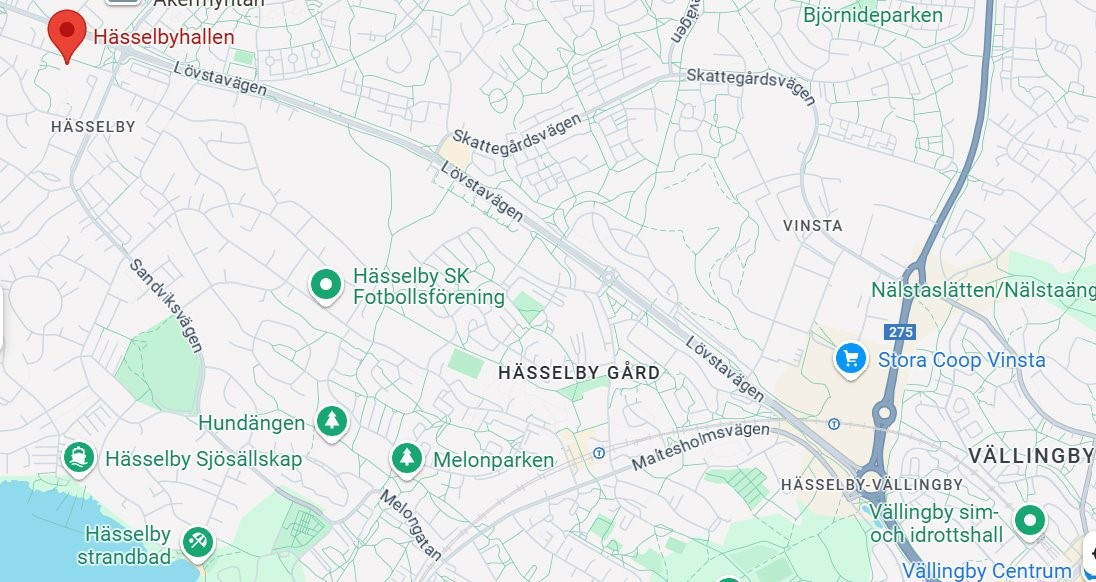 Åkermyntan
Björnideparken
Hässelbyhallen
Lövstavägen
Skattegårdsvägen
HÄSSELBY
Skattegårdsvägen
Lövstavägen
VINSTA
Sandviksvägen
Hässelby SK
Fotbollsförening
Nälstaslätten/Nälstaäng
275
Stora Coop Vinsta
Lövstavägen
HÄSSELBY GÅRD
Hundängen
T
Maltesholmsvägen
T
Melonparken
Hässelby Sjösällskap
VÄLLINGBY
HÄSSELBY-VÄLLINGBY
Melongatan
Vällingby sim-
och idrottshall
Hässelby
strandbad
Vällingby Centrum